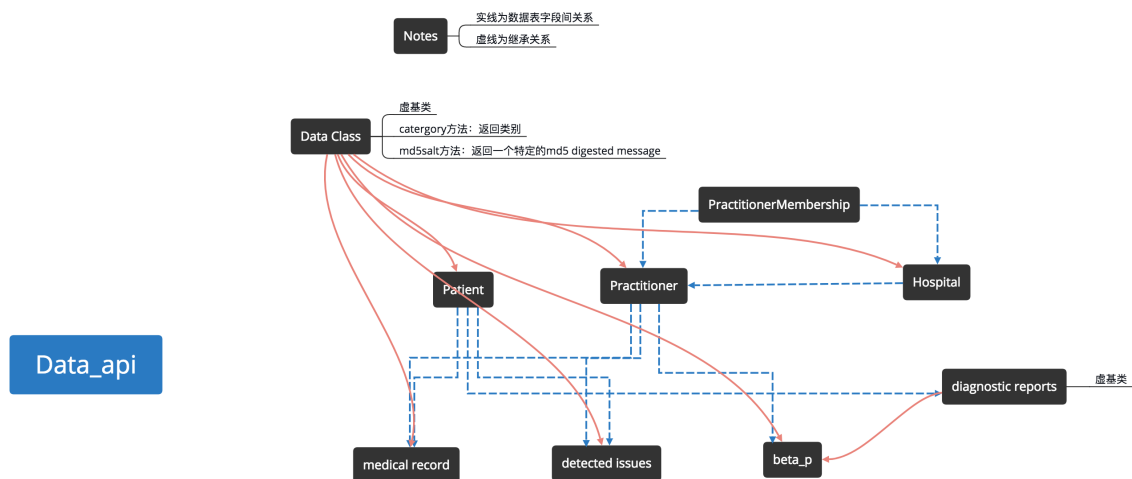 Notes
实线为数据表字段间关系
虚线为继承关系
Data Class
虚基类
catergory方法：返回类别
md5salt方法：返回一个特定的md5 digested message
PractitionerMembership
Patient
Practitioner
Hospital
Data_api
diagnostic reports
虚基类
medical record
detected issues
beta_p